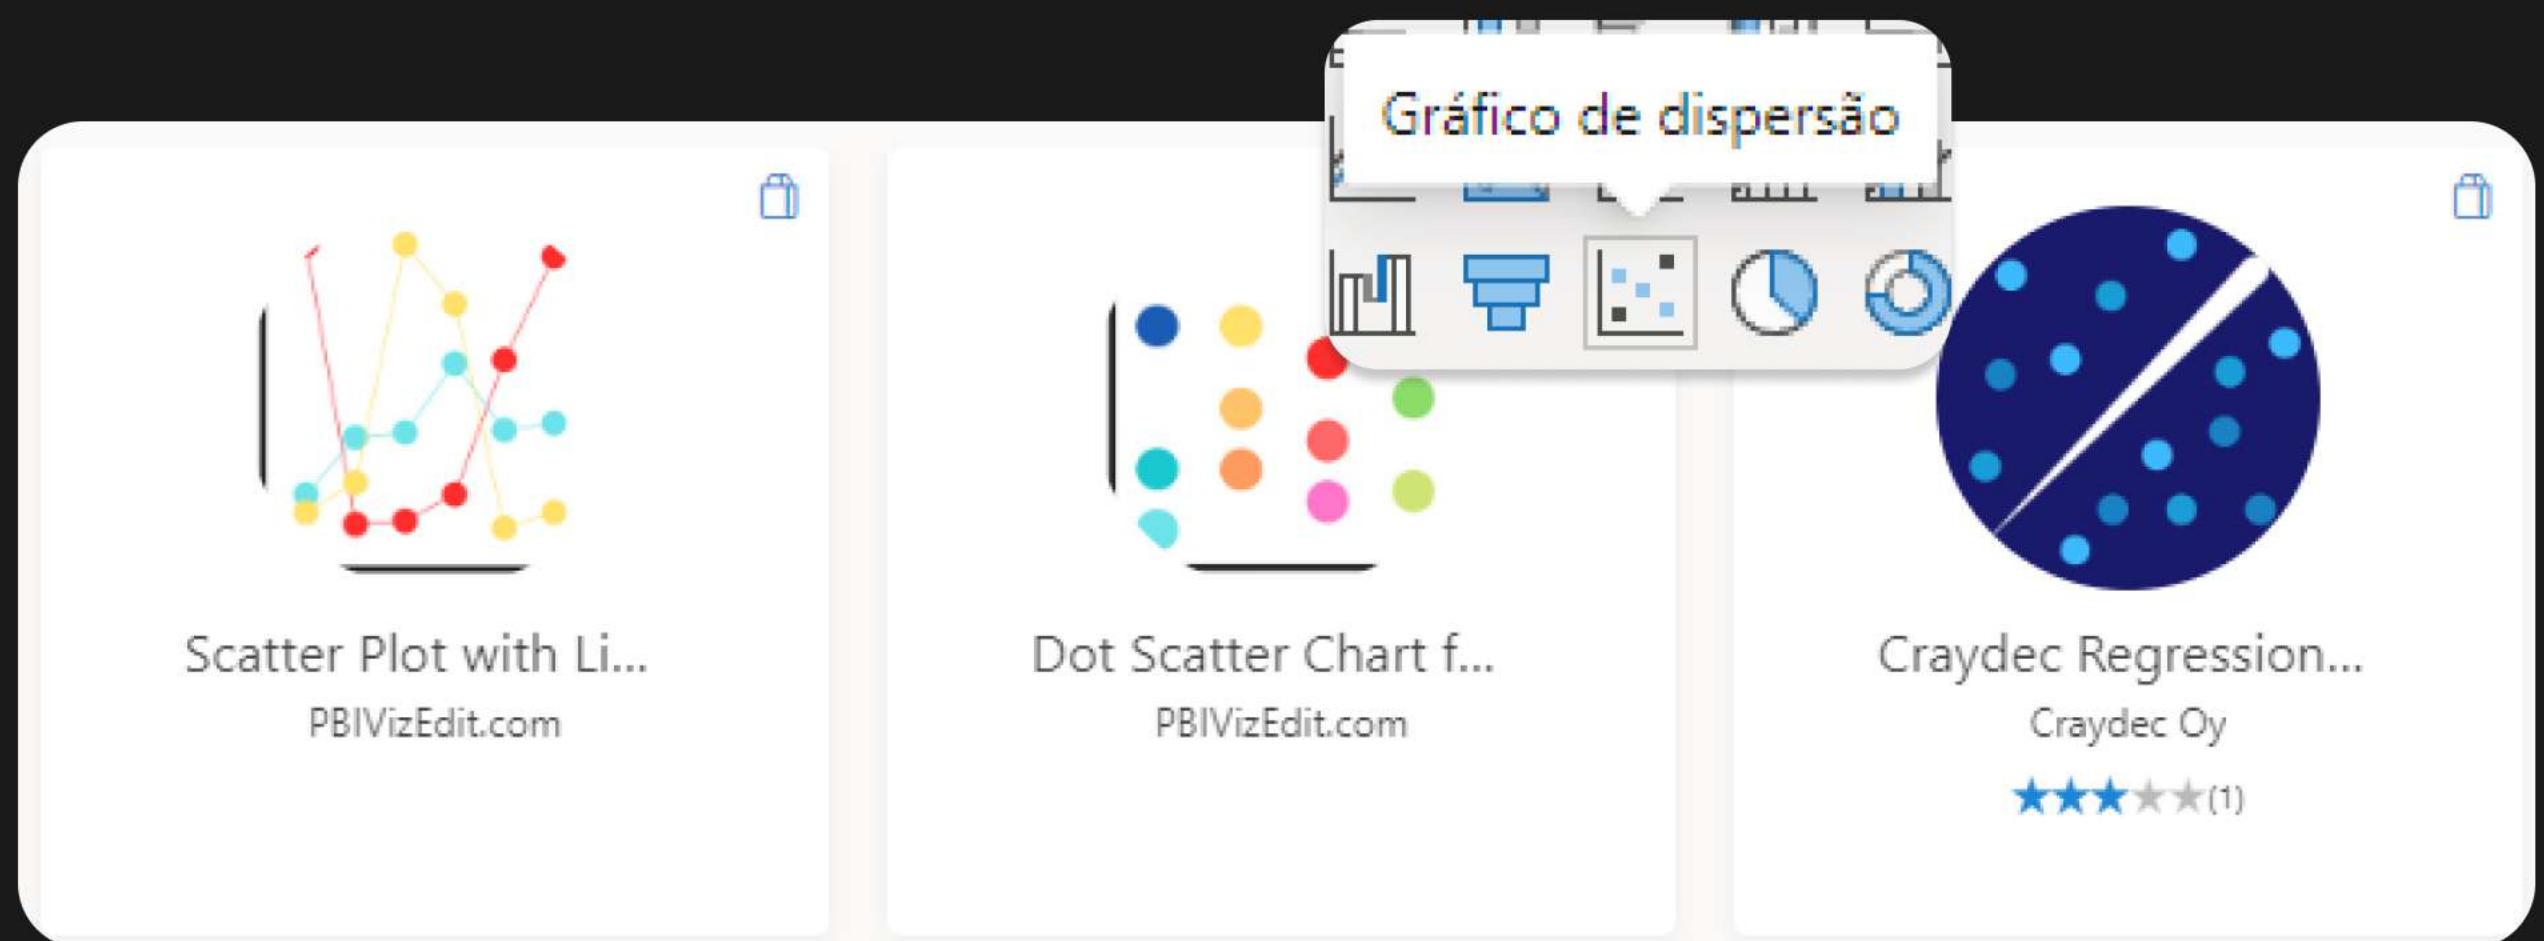 Gráfico de dispersão
Scatter Plot with Li...
PBIVizEdit.com
Dot Scatter Chart f...
PBIVizEdit.com
Craydec Regression...
Craydec Oy
(1)